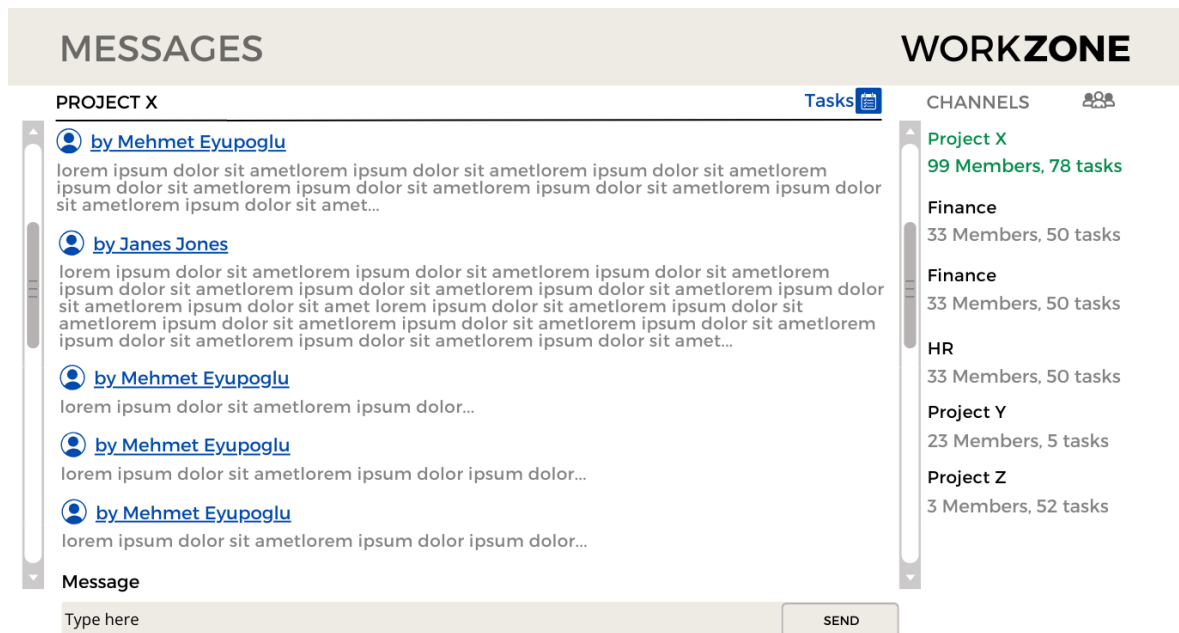 MESSAGES
WORKZONE
PROJECT X
Tasks
by Mehmet Eyupoglu
lorem ipsum dolor sit ametlorem ipsum dolor sit ametlorem ipsum dolor sit ametlorem
ipsum dolor sit ametlorem ipsum dolor sit ametlorem ipsum dolor sit ametlorem ipsum dolor
sit ametlorem ipsum dolor sit amet...
by Janes Jones
lorem ipsum dolor sit ametlorem ipsum dolor sit ametlorem ipsum dolor sit ametlorem
ipsum dolor sit ametlorem ipsum dolor sit ametlorem ipsum dolor sit ametlorem ipsum dolor
sit ametlorem ipsum dolor sit amet lorem ipsum dolor sit ametlorem ipsum dolor sit
ametlorem ipsum dolor sit ametlorem ipsum dolor sit ametlorem ipsum dolor sit ametlorem
ipsum dolor sit ametlorem ipsum dolor sit ametlorem ipsum dolor sit amet...
by Mehmet Eyupoglu
lorem ipsum dolor sit ametlorem ipsum dolor...
by Mehmet Eyupoglu
lorem ipsum dolor sit ametlorem ipsum dolor ipsum dolor...
by Mehmet Eyupoglu
lorem ipsum dolor sit ametlorem ipsum dolor ipsum dolor...
Message
Type here
SEND
CHANNELS
Project X
99 Members, 78 tasks
Finance
33 Members, 50 tasks
Finance
33 Members, 50 tasks
HR
33 Members, 50 tasks
Project Y
23 Members, 5 tasks
Project Z
3 Members, 52 tasks